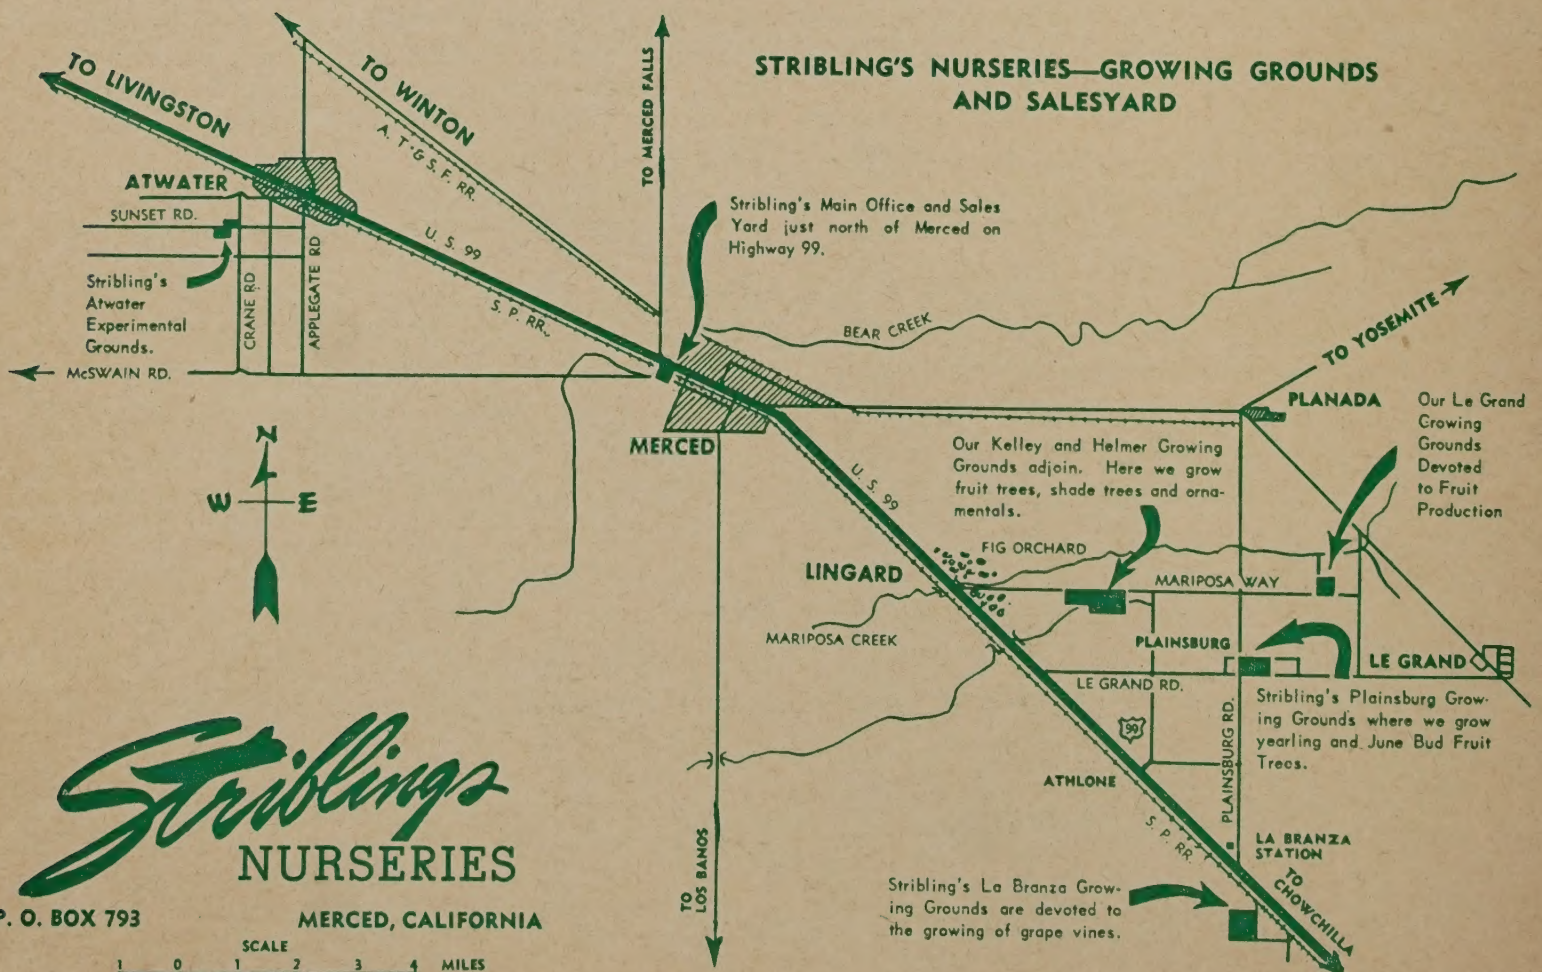 STRIBLING'S NURSERIES—GROWING GROUNDS
AND SALESYARD
TO LIVINGSTON
TO WINTON
A. T. & S. F. RR.
TO MERCED FALLS
ATWATER
SUNSET RD.
U. S. 99
S. P. RR.
Stribling's
Atwater
Experimental
Grounds.
CRANE RD
APPLEGATE RD
McSWAIN RD.
Stribling's Main Office and Sales
Yard just north of Merced on
Highway 99.
BEAR CREEK
TO YOSEMITE
PLANADA
MERCED
N
W E
Our Kelley and Helmer Growing
Grounds adjoin. Here we grow
fruit trees, shade trees and orna-
mentals.
Our Le Grand
Growing
Grounds
Devoted
to Fruit
Production
U. S. 99
FIG ORCHARD
LINGARD
MARIPOSA WAY
MARIPOSA CREEK
PLAINSBURG
LE GRAND
LE GRAND RD.
Stribling's Plainsburg Grow-
ing Grounds where we grow
yearling and June Bud Fruit
Trees.
99
PLAINSBURG RD.
ATHLONE
S. P. RR.
LA BRANZA
STATION
TO
CHOWCHILLA
TO
LOS BANOS
Stribling's La Branza Grow-
ing Grounds are devoted to
the growing of grape vines.
Striblings
NURSERIES
P. O. BOX 793 MERCED, CALIFORNIA
SCALE
1 0 1 2 3 4 MILES